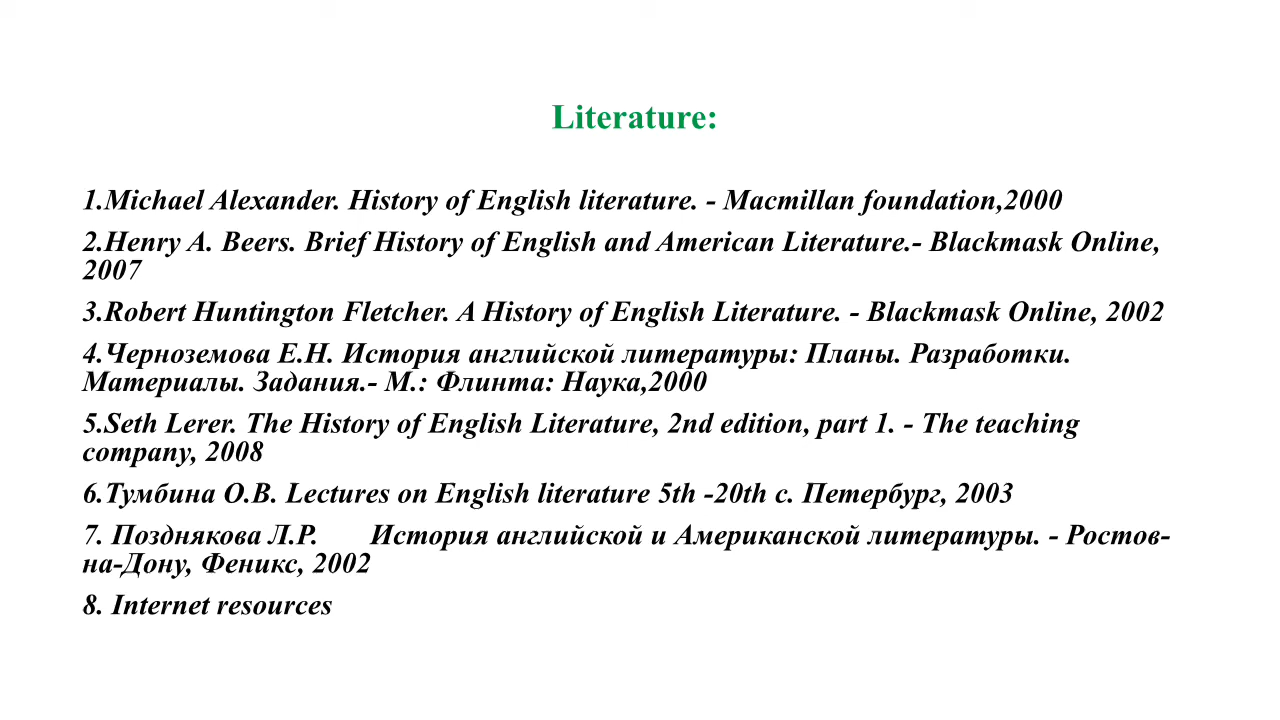 Literature:
1.Michael Alexander. History of English literature. - Macmillan foundation,2000
2.Henry A. Beers. Brief History of English and American Literature.- Blackmask Online,
2007
3.Robert Huntington Fletcher. A History of English Literature. - Blackmask Online, 2002
4.Черноземова Е.Н. История английской литературы: Планы. Разработки.
Материалы. Задания.- М.: Флинта: Наука,2000
5.Seth Lerer. The History of English Literature, 2nd edition, part 1. - The teaching
company, 2008
6.Тумбина О.В. Lectures on English literature 5th -20th c. Петербург, 2003
7. Позднякова Л.Р. История английской и Американской литературы. - Ростов-
на-Дону, Феникс, 2002
8. Internet resources